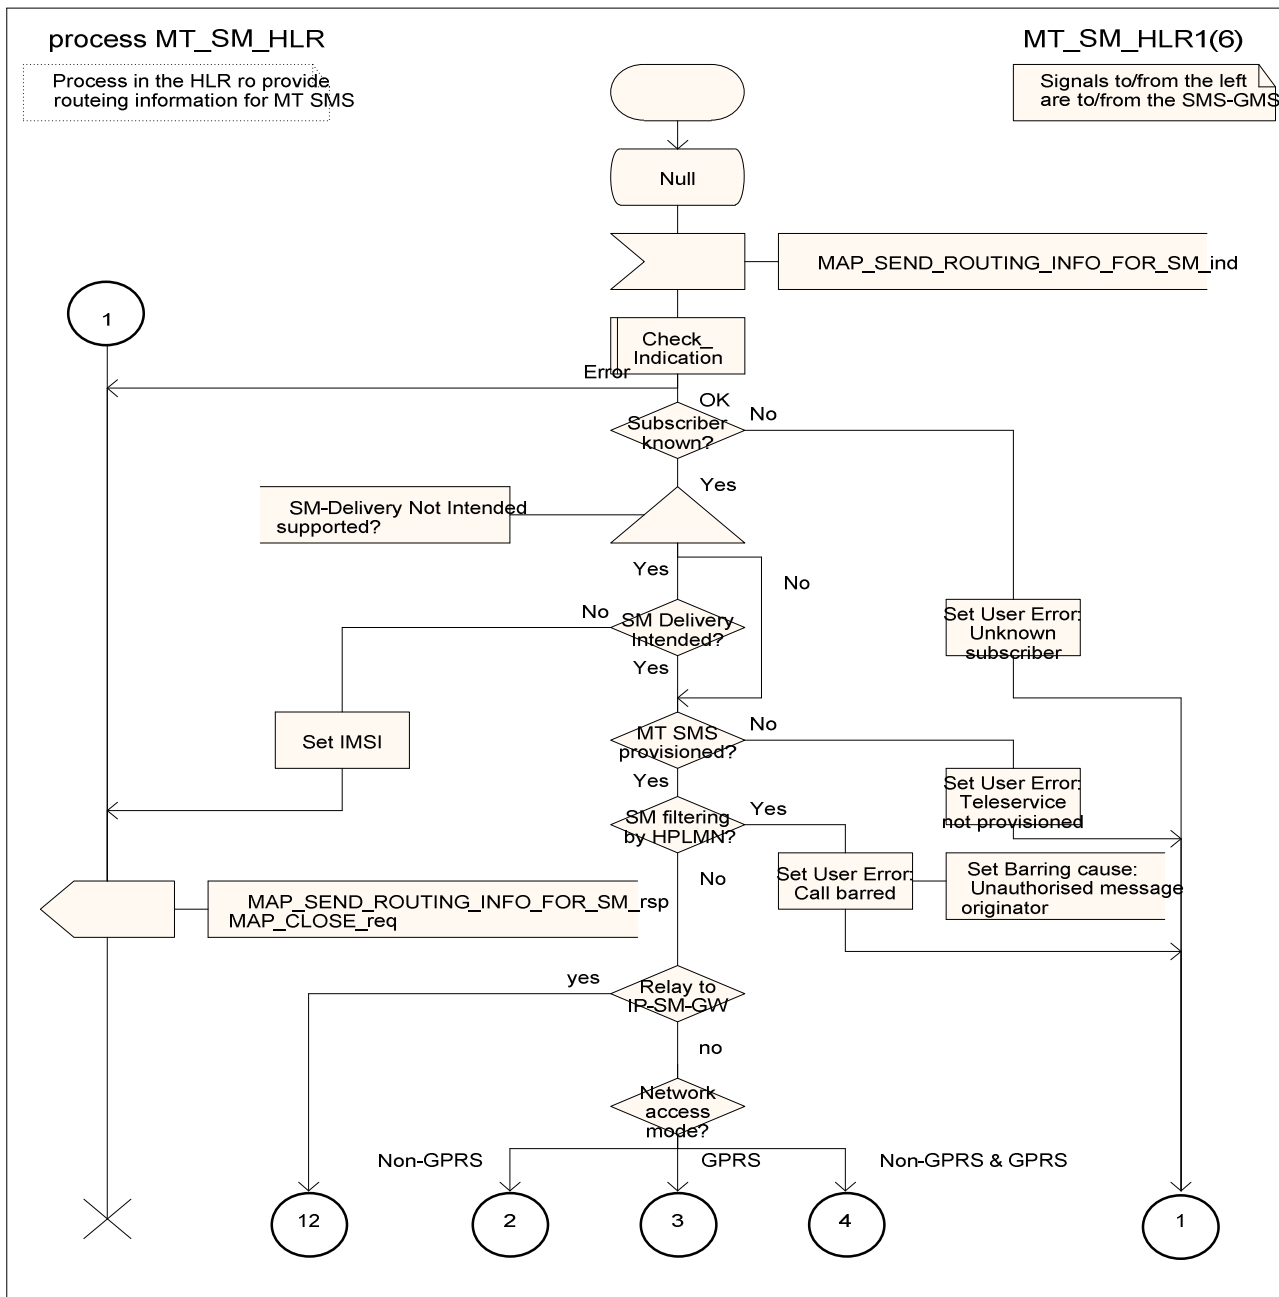 process MT_SM_HLR
MT_SM_HLR1(6)
Process in the HLR ro provide
routeing information for MT SMS
Signals to/from the left
are to/from the SMS-GMS
Null
MAP_SEND_ROUTING_INFO_FOR_SM_ind
1
Check_
Indication
Error
OK
No
Subscriber
known?
Yes
SM-Delivery Not Intended
supported?
Yes
No
No
SM Delivery
Intended?
Set User Error:
Unknown
subscriber
Yes
Set IMSI
MT SMS
provisioned?
No
Yes
Set User Error:
Teleservice
not provisioned
SM filtering
by HPLMN?
Yes
No
Set User Error:
Call barred
Set Barring cause:
Unauthorised message
originator
MAP_SEND_ROUTING_INFO_FOR_SM_rsp
MAP_CLOSE_req
yes
Relay to
IP-SM-GW
no
Network
access
mode?
Non-GPRS
GPRS
Non-GPRS & GPRS
12
2
3
4
1